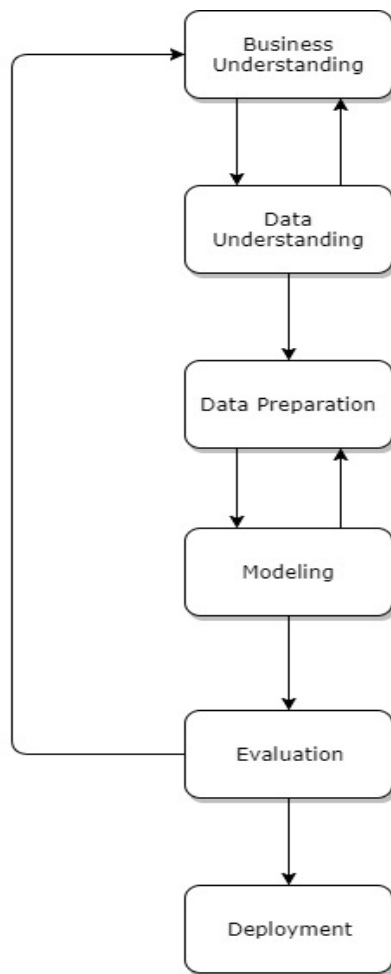 Business
Understanding
Data
Understanding
Data Preparation
Modeling
Evaluation
Deployment